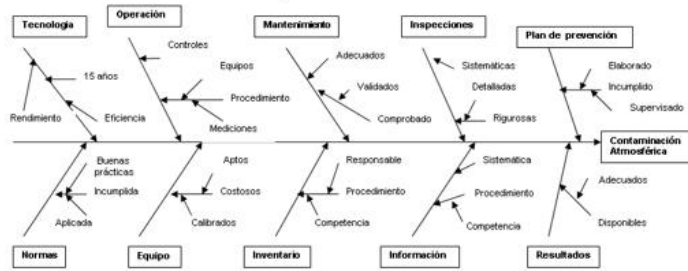 Tecnología
Operación
Mantenimiento
Inspecciones
Plan de prevención
Controles
15 años
Rendimiento
Eficiencia
Equipos
Procedimiento
Mediciones
Adecuados
Validados
Comprobado
Sistemáticas
Detalladas
Rigurosas
Elaborado
Incumplido
Supervisado
Contaminación
Atmosférica
Buenas
prácticas
Incumplida
Aplicada
Aptos
Costosos
Calibrados
Responsable
Procedimiento
Competencia
Sistemática
Procedimiento
Competencia
Adecuados
Disponibles
Normas
Equipo
Inventario
Información
Resultados